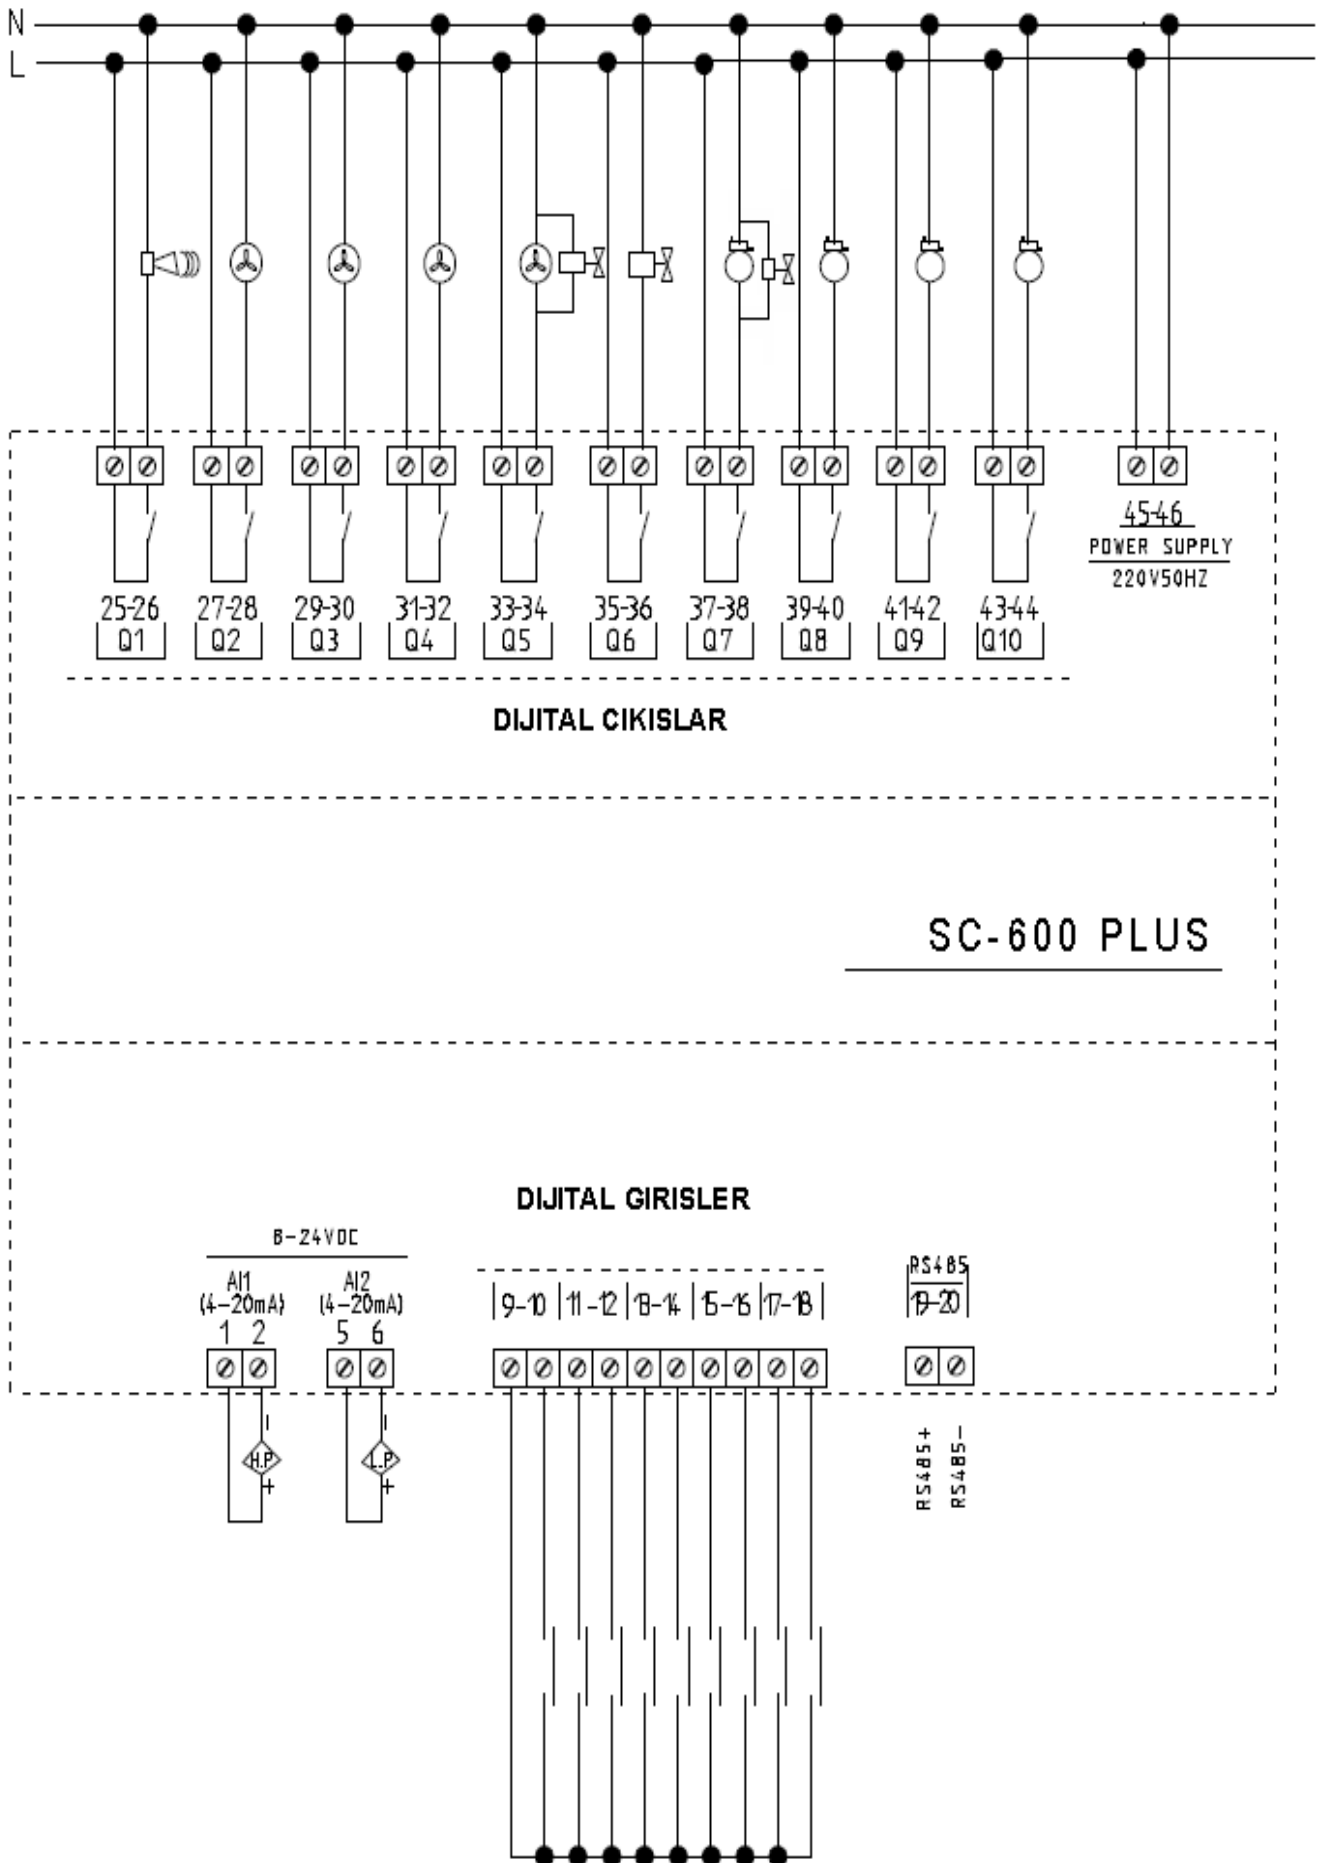 N
L
45-46
POWER SUPPLY
220V50HZ
25-26 27-28 29-30 31-32 33-34 35-36 37-38 39-40 41-42 43-44
Q1 Q2 Q3 Q4 Q5 Q6 Q7 Q8 Q9 Q10
DIJITAL CIKISLAR
SC-600 PLUS
DIJITAL GIRISLER
8-24VDC
RS485
AI1 AI2
(4-20mA) (4-20mA)
9-10 11-12 13-14 15-16 17-18 19-20
1 2 5 6
H.P L.P
RS485+
RS485-